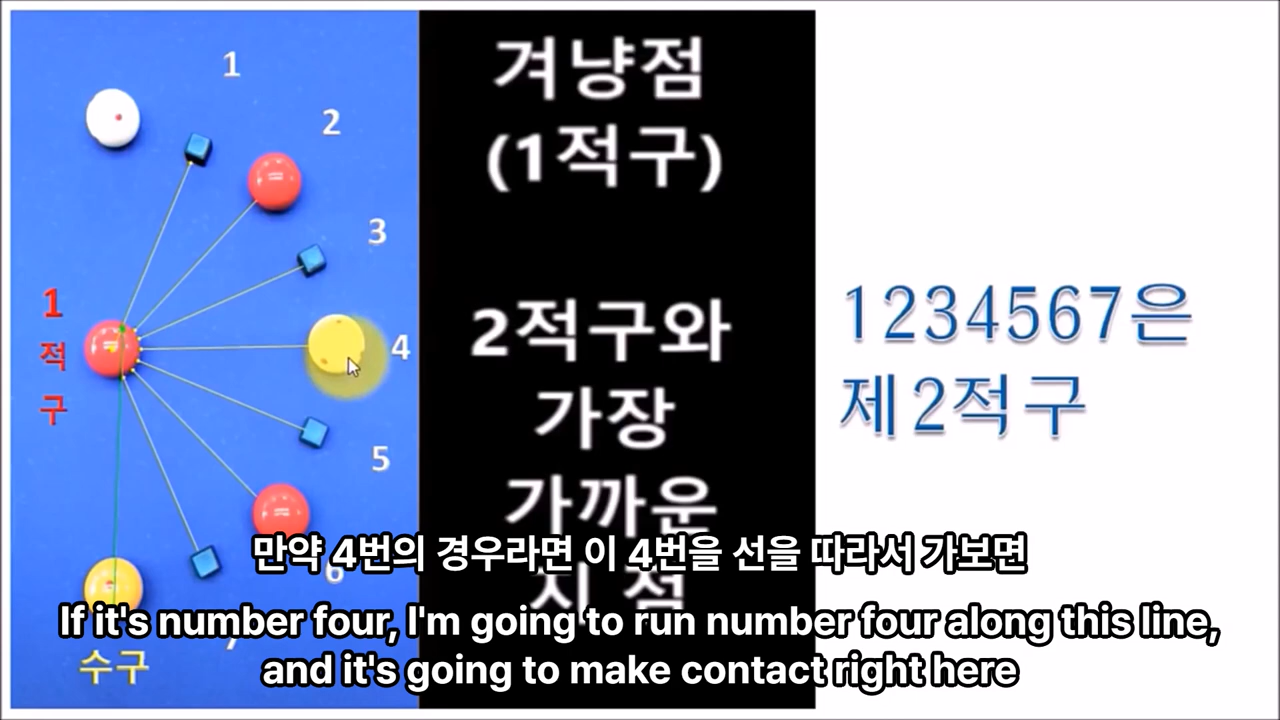 1
2
3
4
5
6
1
적
구
수구
겨냥점
(1적구)
2적구와
가장
가까운
지 점
1234567은
제2적구
만약 4번의 경우라면 이 4번을 선을 따라서 가보면
If it's number four, I'm going to run number four along this line,
and it's going to make contact right here